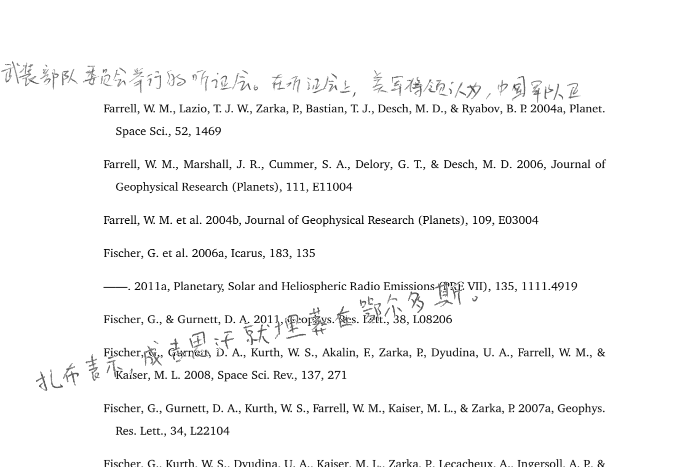 武装部队委员会举行的听证会。在听证会上，美军将领认为，中国军队正
Farrell, W. M., Lazio, T. J. W., Zarka, P., Bastian, T. J., Desch, M. D., & Ryabov, B. P. 2004a, Planet.
Space Sci., 52, 1469
Farrell, W. M., Marshall, J. R., Cummer, S. A., Delory, G. T., & Desch, M. D. 2006, Journal of
Geophysical Research (Planets), 111, E11004
Farrell, W. M. et al. 2004b, Journal of Geophysical Research (Planets), 109, E03004
Fischer, G. et al. 2006a, Icarus, 183, 135
——. 2011a, Planetary, Solar and Heliospheric Radio Emissions (PRE VII), 135, 1111.4919
Fischer, G., & Gurnett, D. A. 2011, Geophys. Res. Lett., 38, L08206
扎布表示，成吉思汗就埋葬在鄂尔多斯。
Fischer, G., Gurnett, D. A., Kurth, W. S., Akalin, F., Zarka, P., Dyudina, U. A., Farrell, W. M., &
Kaiser, M. L. 2008, Space Sci. Rev., 137, 271
Fischer, G., Gurnett, D. A., Kurth, W. S., Farrell, W. M., Kaiser, M. L., & Zarka, P. 2007a, Geophys.
Res. Lett., 34, L22104
Fischer, G., Kurth, W. S., Dyudina, U. A., Kaiser, M. L., Zarka, P., Lecacheux, A., Ingersoll, A. P., &